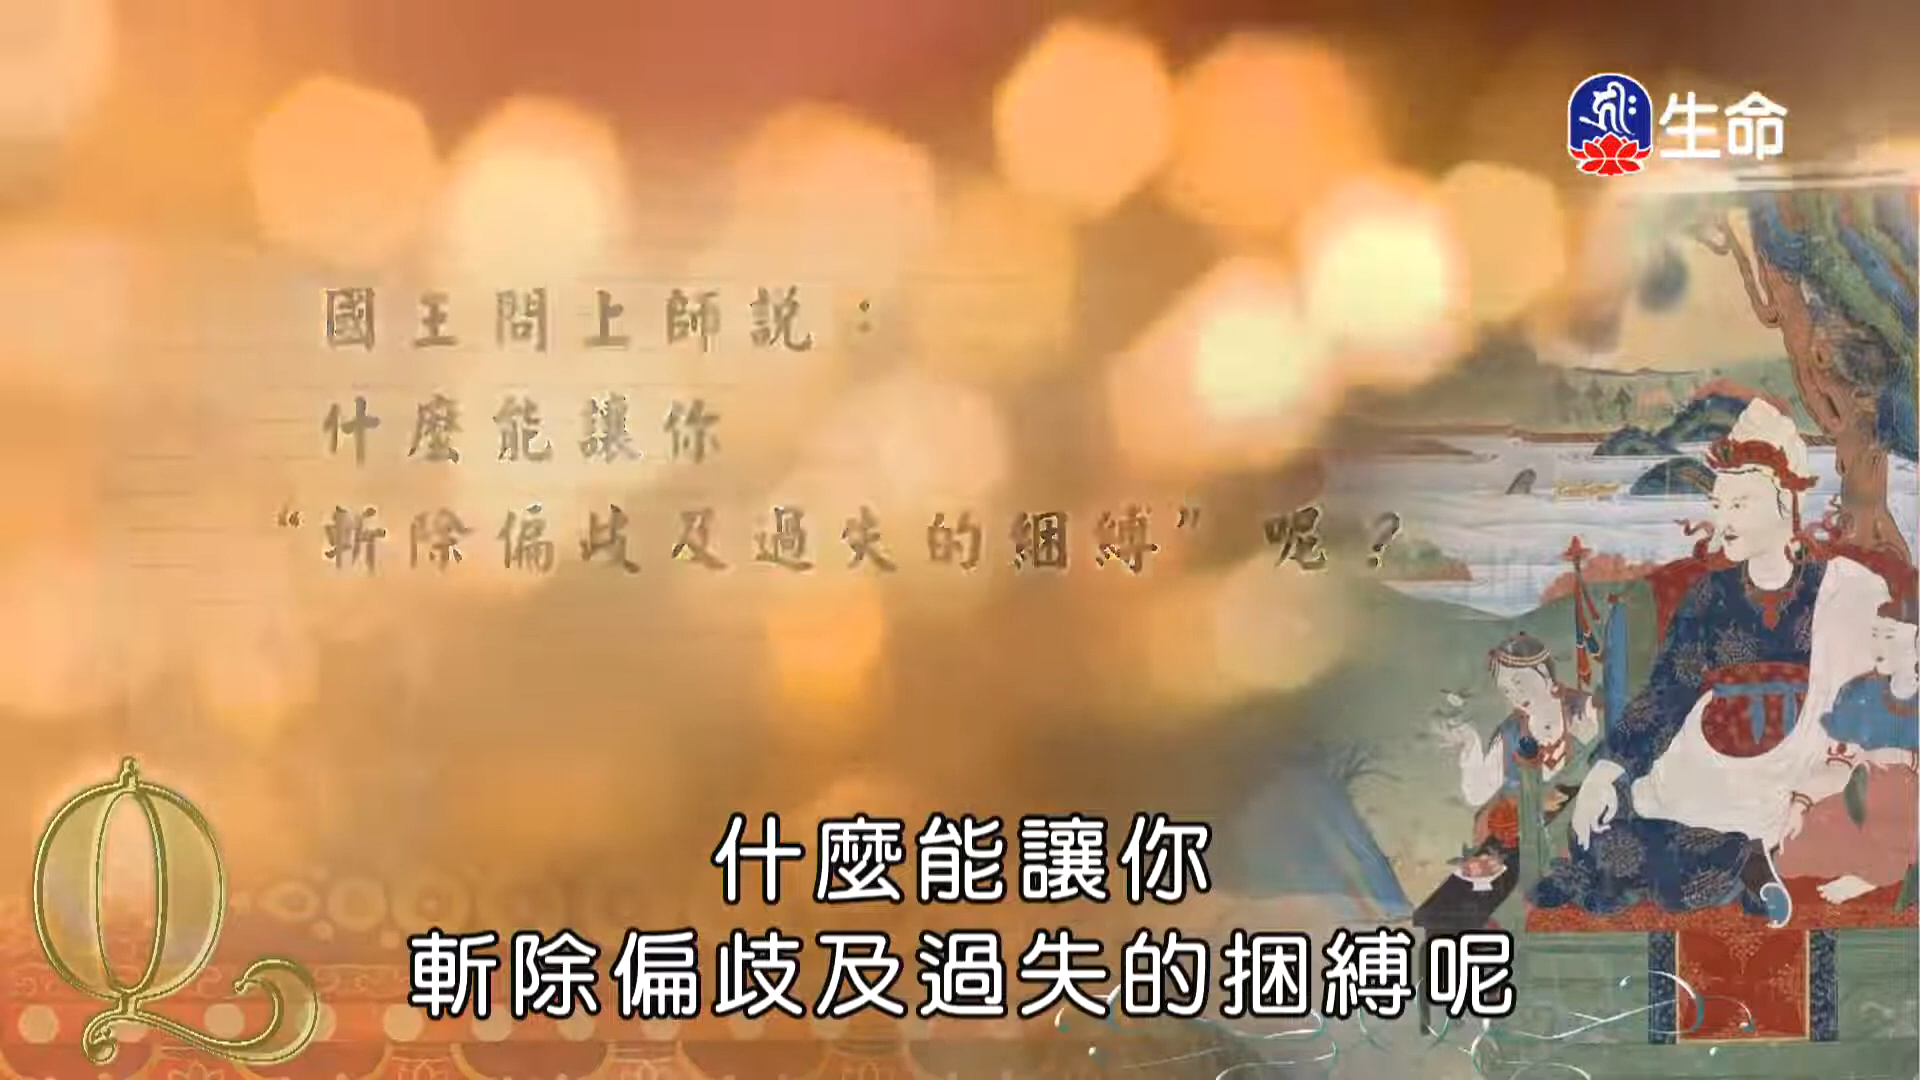 生命
國王問上師説：
什麼能讓你
“斬除偏歧及過失的綑縛”呢？
Q
什麼能讓你
斬除偏歧及過失的捆縛呢